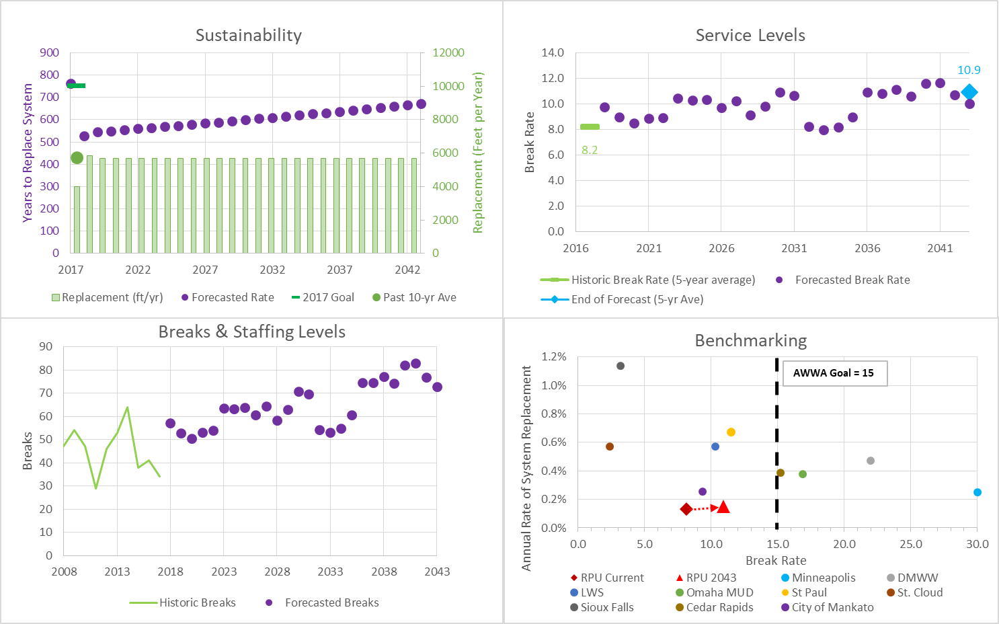 Sustainability
Years to Replace System
900
800
700
600
500
400
300
200
100
0
12000
10000
8000
6000
4000
2000
0
Replacement (Feet per Year)
2017 2022 2027 2032 2037 2042
Replacement (ft/yr) Forecasted Rate 2017 Goal Past 10-yr Ave
Service Levels
Break Rate
14.0
12.0
10.0
8.0
6.0
4.0
2.0
0.0
10.9
8.2
2016 2021 2026 2031 2036 2041
Historic Break Rate (5-year average) Forecasted Break Rate
End of Forecast (5-yr Ave)
Breaks & Staffing Levels
Breaks
90
80
70
60
50
40
30
20
10
0
2008 2013 2018 2023 2028 2033 2038 2043
Historic Breaks Forecasted Breaks
Benchmarking
Annual Rate of System Replacement
1.2%
1.0%
0.8%
0.6%
0.4%
0.2%
0.0%
AWWA Goal = 15
0.0 5.0 10.0 15.0 20.0 25.0 30.0
Break Rate
RPU Current RPU 2043 Minneapolis DMWW
LWS Omaha MUD St Paul St. Cloud
Sioux Falls Cedar Rapids City of Mankato